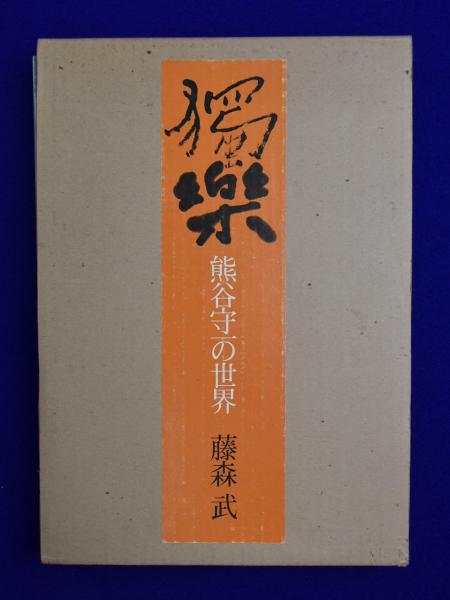 獨樂
熊谷守一の世界
藤森 武